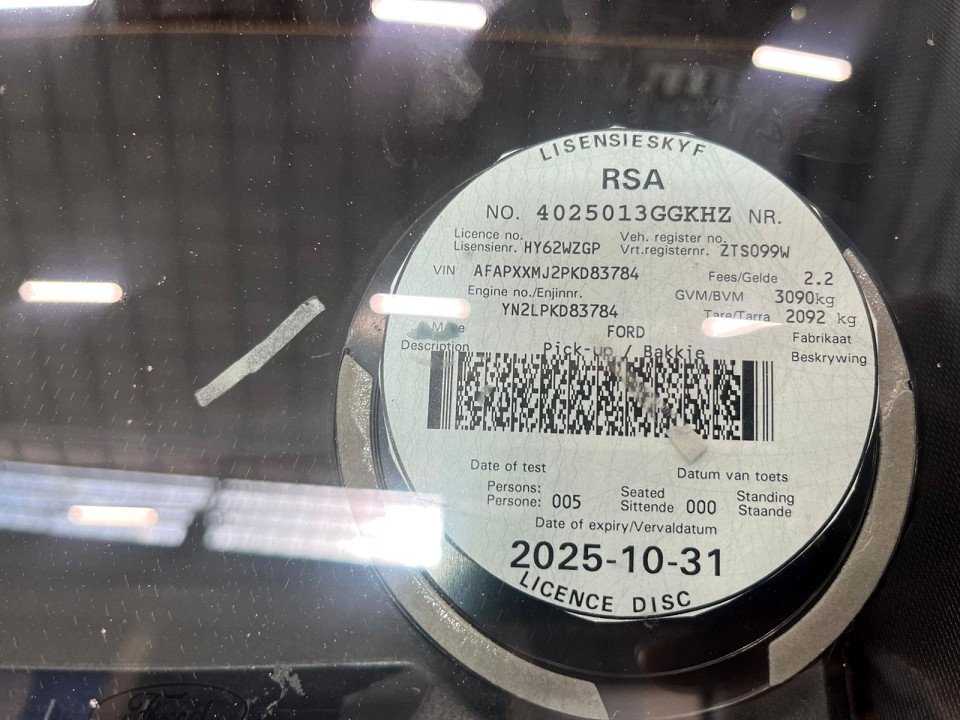 LISENSIESKYF
RSA
NO. 4025013GGKHZ NR.
Licence no. Veh. register no.
Lisensienr. HY62WZGP Vrt.registernr. ZTS099W
VIN AFAPXXMJ2PKD83784 Fees/Gelde 2.2
Engine no./Enjinnr. GVM/BVM 3090kg
YN2LPKD83784 Tare/Tarra 2092 kg
FORD Fabrikaat
Description Pick-up / Bakkie Beskrywing
Date of test Datum van toets
Persons: Seated Standing
Persone: 005 Sittende 000 Staande
Date of expiry/Vervaldatum
2025-10-31
LICENCE DISC
Ford